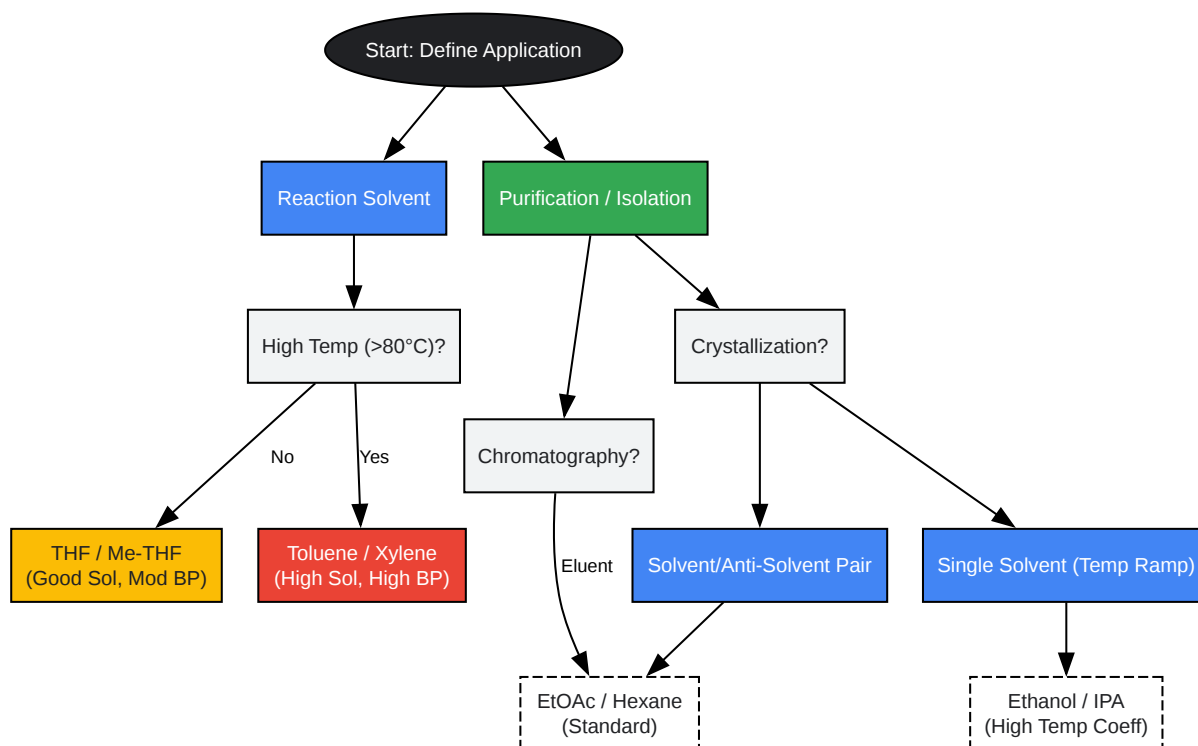 Start: Define Application
Reaction Solvent
Purification / Isolation
High Temp (>80°C)?
Crystallization?
Chromatography?
No
Yes
THF / Me-THF
(Good Sol, Mod BP)
Toluene / Xylene
(High Sol, High BP)
Eluent
Solvent/Anti-Solvent Pair
Single Solvent (Temp Ramp)
EtOAc / Hexane
(Standard)
Ethanol / IPA
(High Temp Coeff)